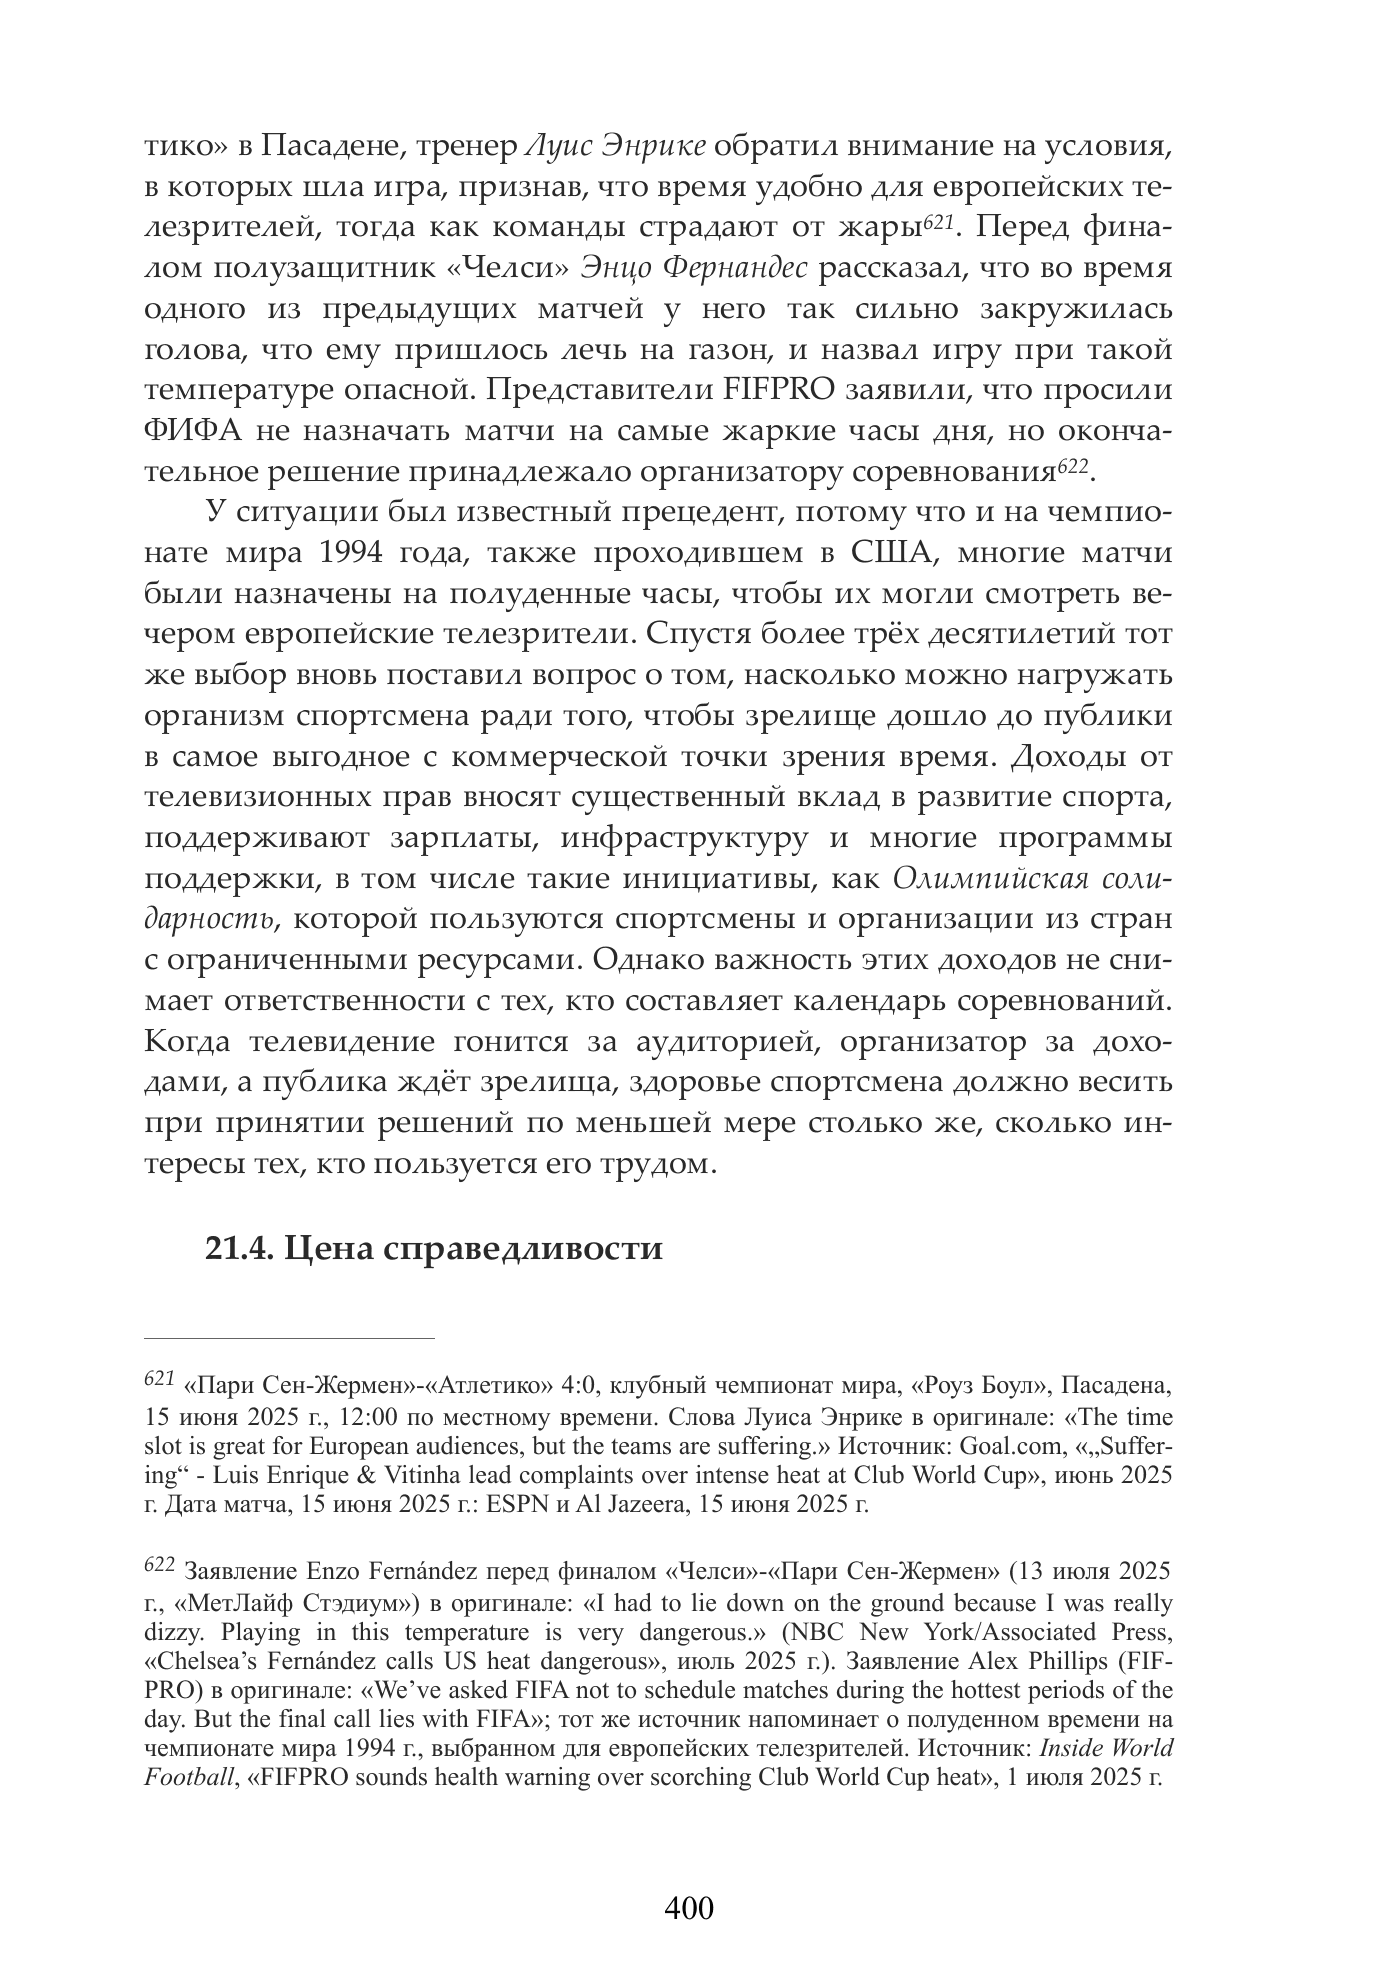 тико» в Пасадене, тренер Луис Энрике обратил внимание на условия,
в которых шла игра, признав, что время удобно для европейских те-
лезрителей, тогда как команды страдают от жары621. Перед фина-
лом полузащитник «Челси» Энцо Фернандес рассказал, что во время
одного из предыдущих матчей у него так сильно закружилась
голова, что ему пришлось лечь на газон, и назвал игру при такой
температуре опасной. Представители FIFPRO заявили, что просили
ФИФА не назначать матчи на самые жаркие часы дня, но оконча-
тельное решение принадлежало организатору соревнования622.
У ситуации был известный прецедент, потому что и на чемпио-
нате мира 1994 года, также проходившем в США, многие матчи
были назначены на полуденные часы, чтобы их могли смотреть ве-
чером европейские телезрители. Спустя более трёх десятилетий тот
же выбор вновь поставил вопрос о том, насколько можно нагружать
организм спортсмена ради того, чтобы зрелище дошло до публики
в самое выгодное с коммерческой точки зрения время. Доходы от
телевизионных прав вносят существенный вклад в развитие спорта,
поддерживают зарплаты, инфраструктуру и многие программы
поддержки, в том числе такие инициативы, как Олимпийская соли-
дарность, которой пользуются спортсмены и организации из стран
с ограниченными ресурсами. Однако важность этих доходов не сни-
мает ответственности с тех, кто составляет календарь соревнований.
Когда телевидение гонится за аудиторией, организатор за дохо-
дами, а публика ждёт зрелища, здоровье спортсмена должно весить
при принятии решений по меньшей мере столько же, сколько ин-
тересы тех, кто пользуется его трудом.
21.4. Цена справедливости
621 «Пари Сен-Жермен»-«Атлетико» 4:0, клубный чемпионат мира, «Роуз Боул», Пасадена,
15 июня 2025 г., 12:00 по местному времени. Слова Луиса Энрике в оригинале: «The time
slot is great for European audiences, but the teams are suffering.» Источник: Goal.com, «„Suffer-
ing“ - Luis Enrique & Vitinha lead complaints over intense heat at Club World Cup», июнь 2025
г. Дата матча, 15 июня 2025 г.: ESPN и Al Jazeera, 15 июня 2025 г.
622 Заявление Enzo Fernández перед финалом «Челси»-«Пари Сен-Жермен» (13 июля 2025
г., «МетЛайф Стэдиум») в оригинале: «I had to lie down on the ground because I was really
dizzy. Playing in this temperature is very dangerous.» (NBC New York/Associated Press,
«Chelsea’s Fernández calls US heat dangerous», июль 2025 г.). Заявление Alex Phillips (FIF-
PRO) в оригинале: «We’ve asked FIFA not to schedule matches during the hottest periods of the
day. But the final call lies with FIFA»; тот же источник напоминает о полуденном времени на
чемпионате мира 1994 г., выбранном для европейских телезрителей. Источник: Inside World
Football, «FIFPRO sounds health warning over scorching Club World Cup heat», 1 июля 2025 г.
400